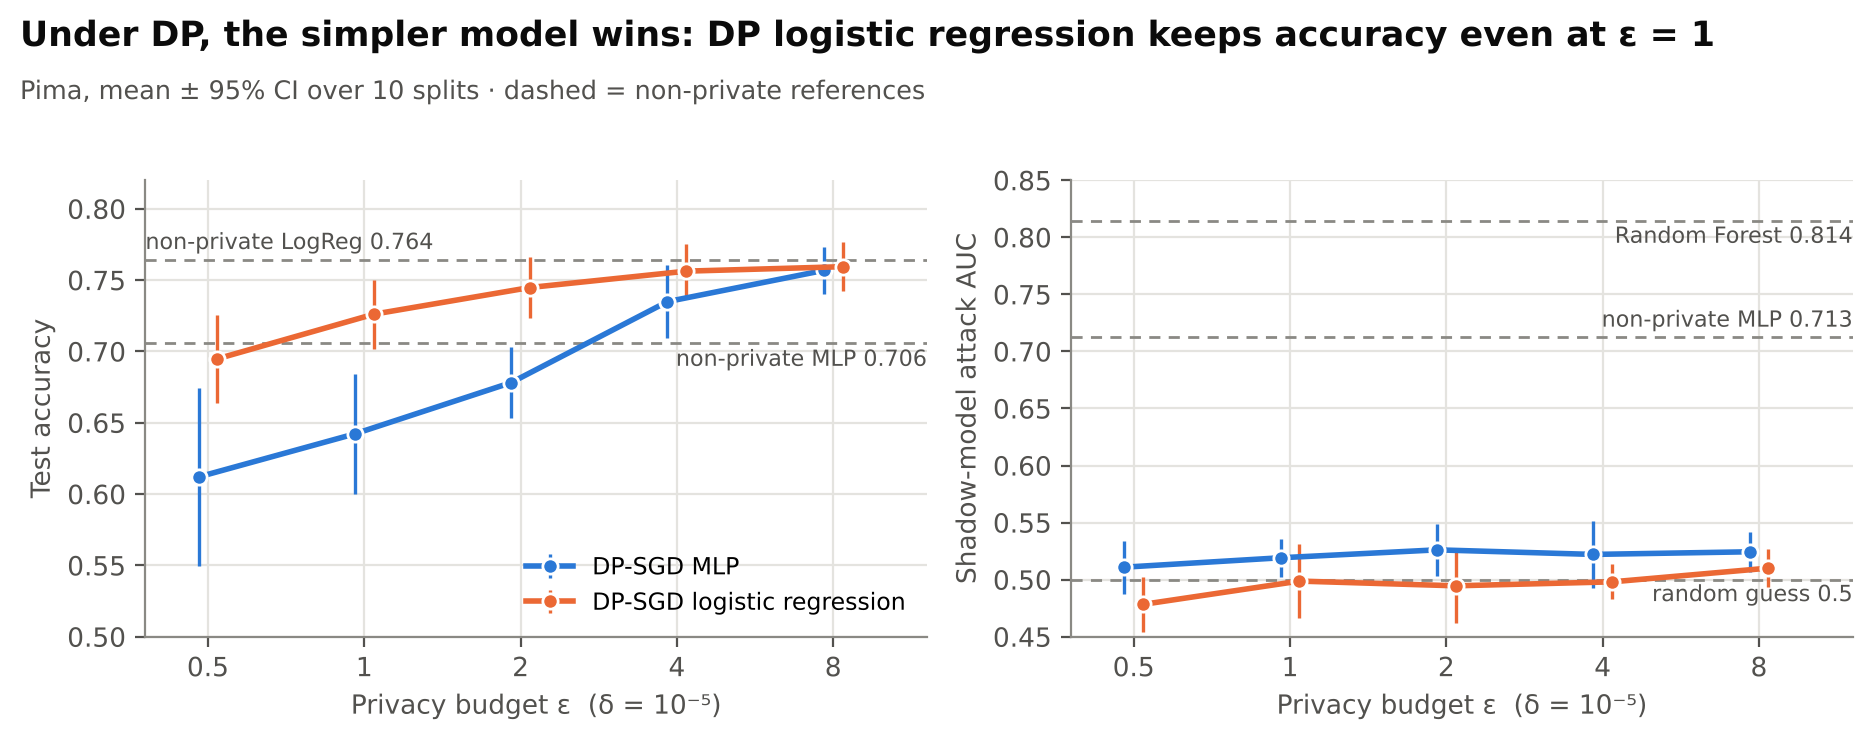 Under DP, the simpler model wins: DP logistic regression keeps accuracy even at ε = 1
Pima, mean ± 95% CI over 10 splits · dashed = non-private references
Test accuracy
0.80
0.75
0.70
0.65
0.60
0.55
0.50
non-private LogReg 0.764
non-private MLP 0.706
DP-SGD MLP
DP-SGD logistic regression
0.5 1 2 4 8
Privacy budget ε (δ = 10⁻⁵)
Shadow-model attack AUC
0.85
0.80
0.75
0.70
0.65
0.60
0.55
0.50
0.45
Random Forest 0.814
non-private MLP 0.713
random guess 0.5
0.5 1 2 4 8
Privacy budget ε (δ = 10⁻⁵)